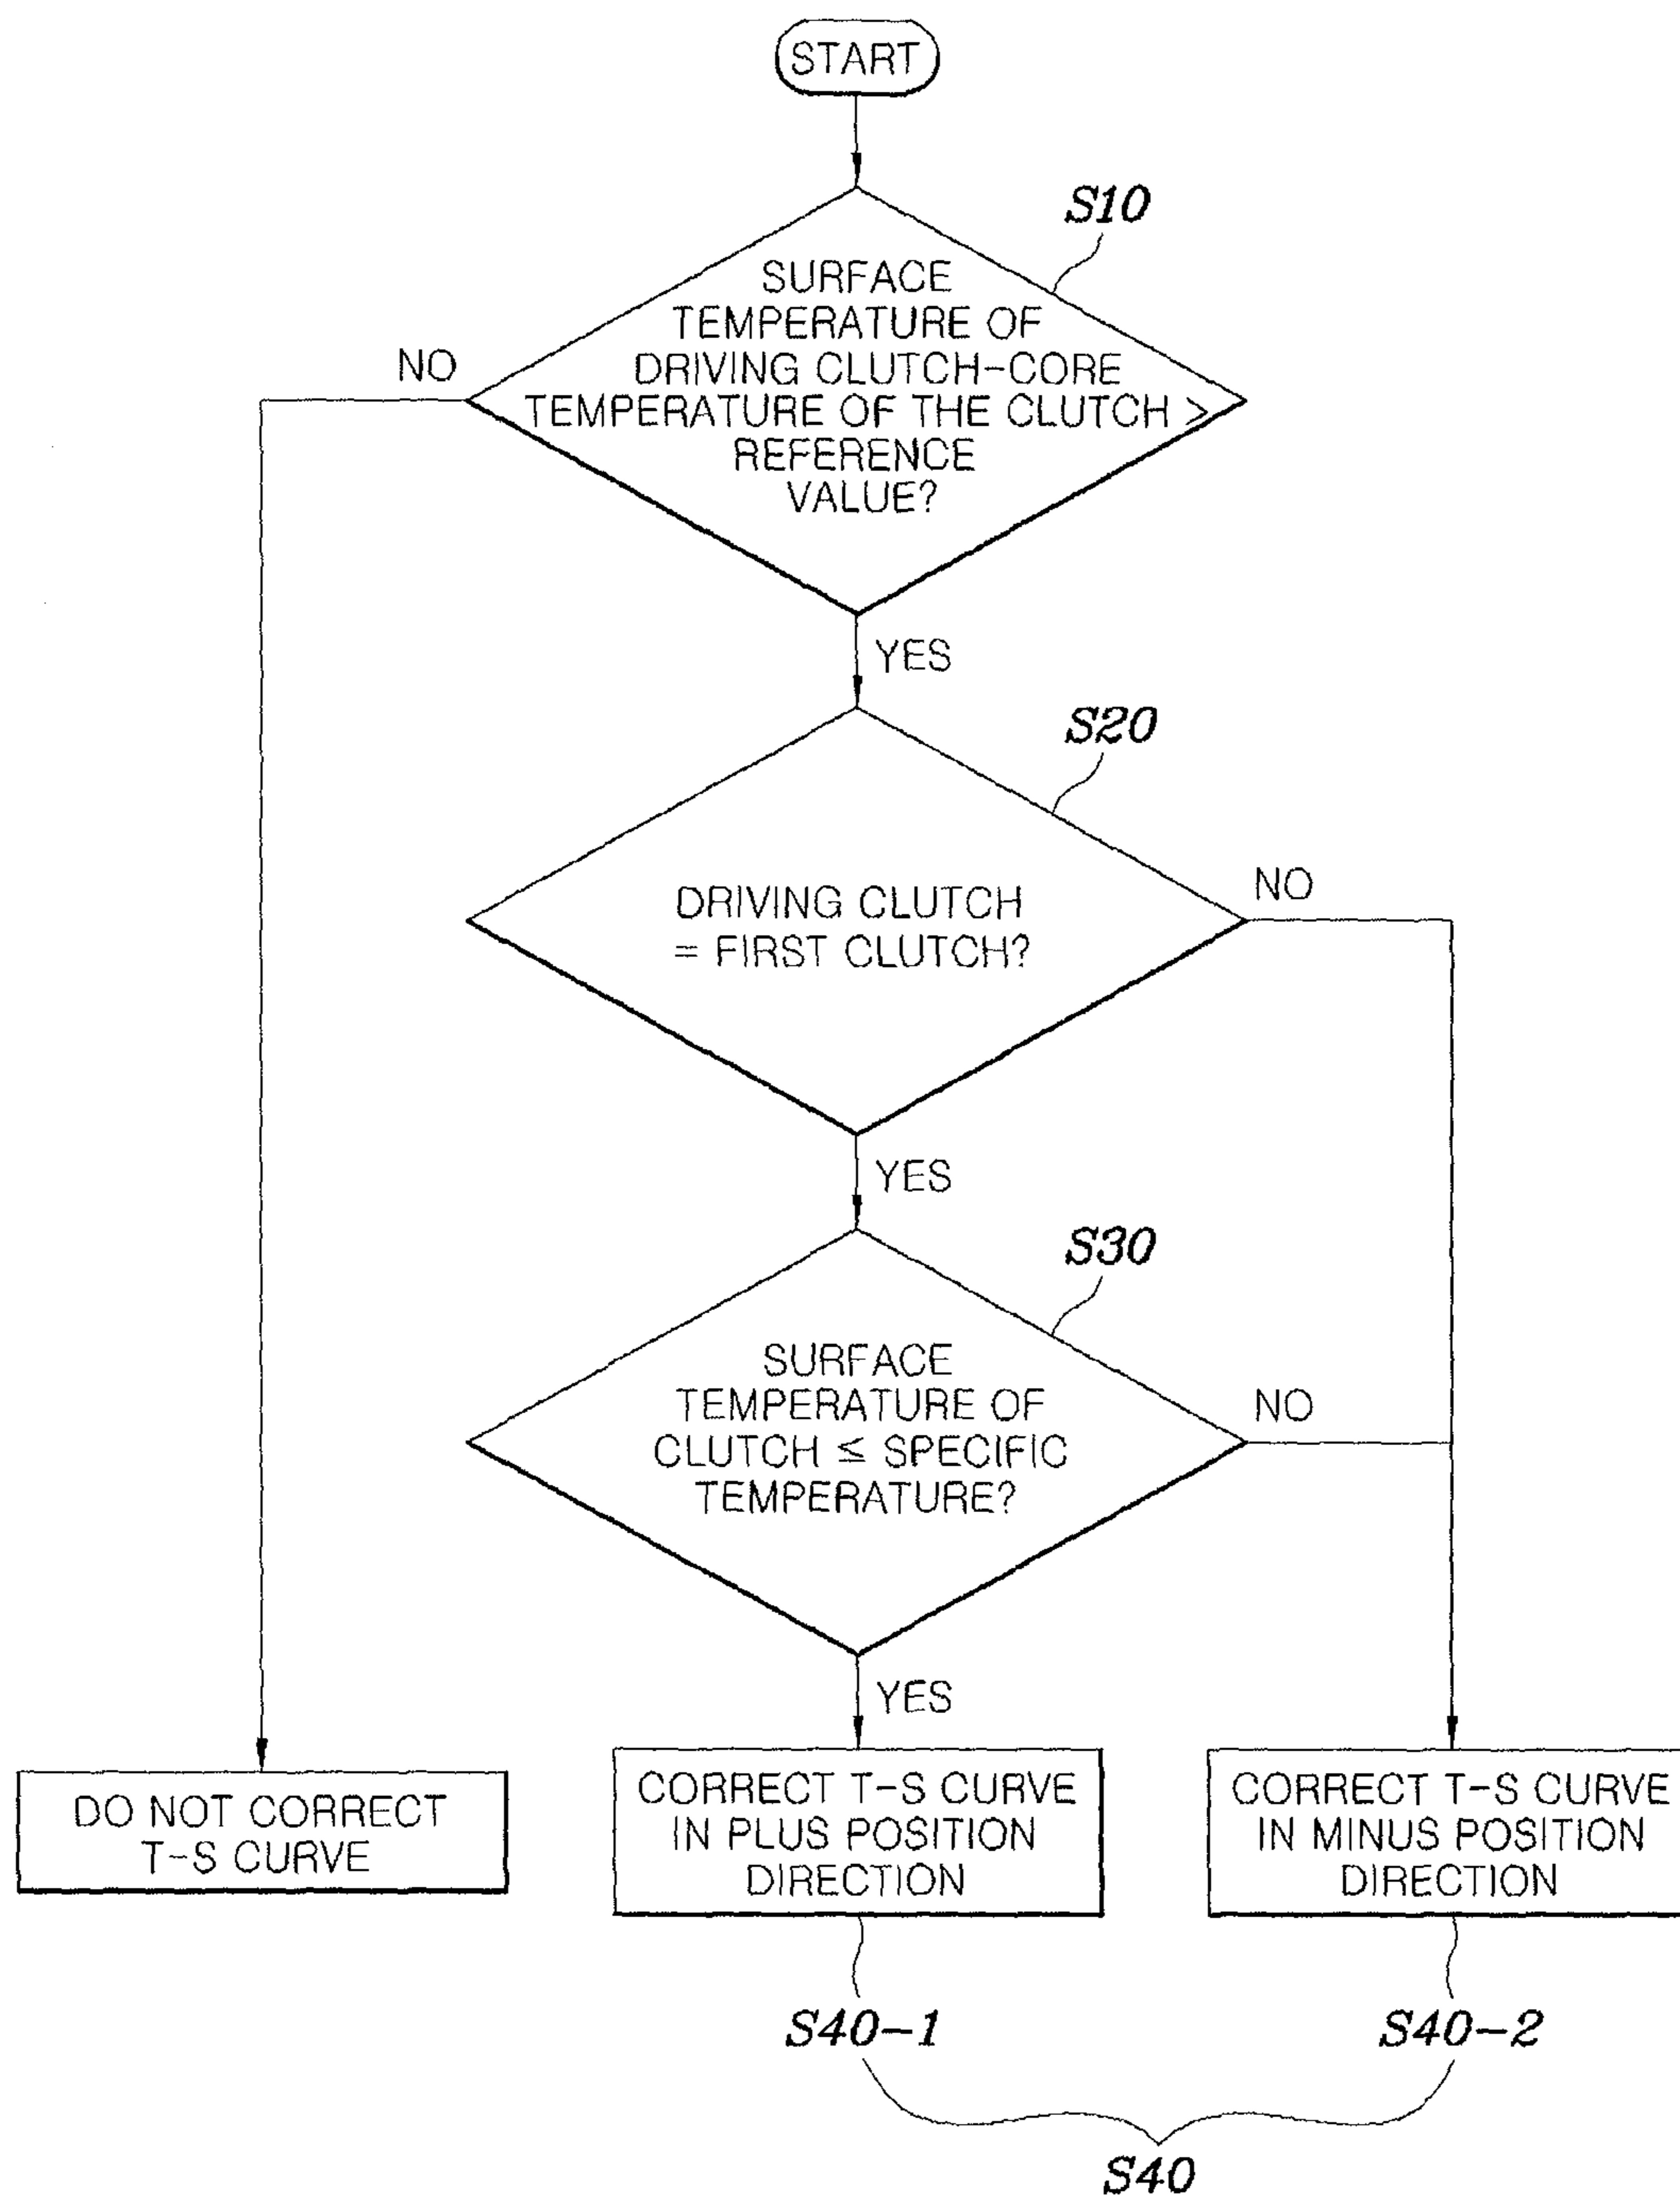 START
S10
SURFACE
TEMPERATURE OF
DRIVING CLUTCH-CORE
TEMPERATURE OF THE CLUTCH >
REFERENCE
VALUE?
NO
YES
S20
DRIVING CLUTCH
= FIRST CLUTCH?
NO
YES
S30
SURFACE
TEMPERATURE OF
CLUTCH ≤ SPECIFIC
TEMPERATURE?
NO
YES
DO NOT CORRECT
T-S CURVE
CORRECT T-S CURVE
IN PLUS POSITION
DIRECTION
CORRECT T-S CURVE
IN MINUS POSITION
DIRECTION
S40-1
S40-2
S40